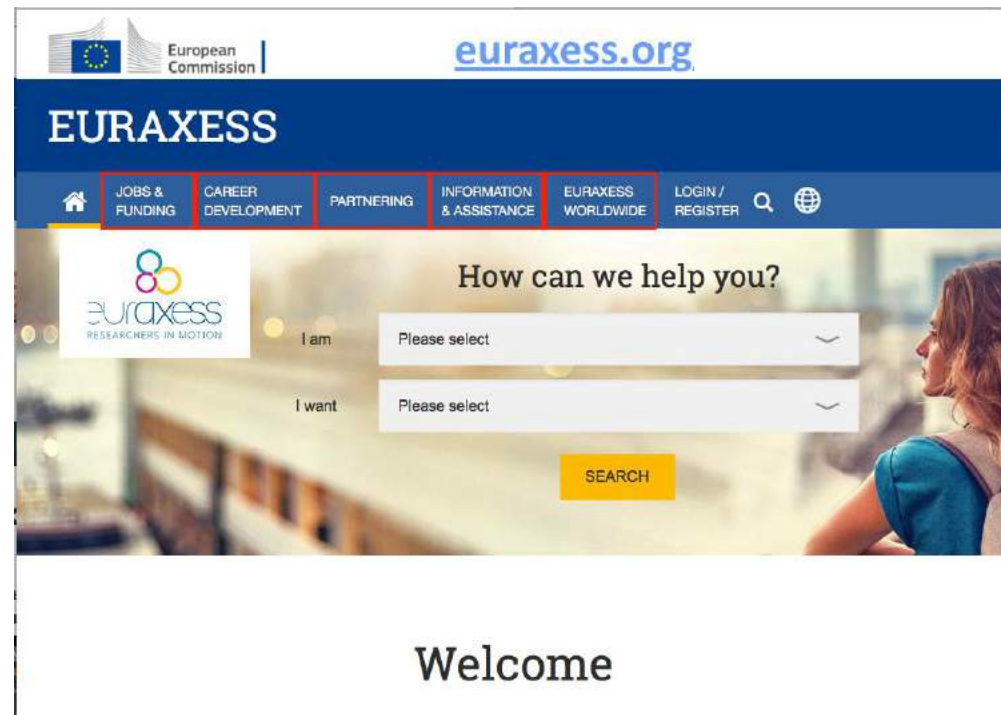 European
Commission
euraxess.org
EURAXESS
JOBS &
FUNDING
CAREER
DEVELOPMENT
PARTNERING
INFORMATION
& ASSISTANCE
EURAXESS
WORLDWIDE
LOGIN /
REGISTER
euraxess
RESEARCHERS IN MOTION
How can we help you?
I am
Please select
I want
Please select
SEARCH
Welcome